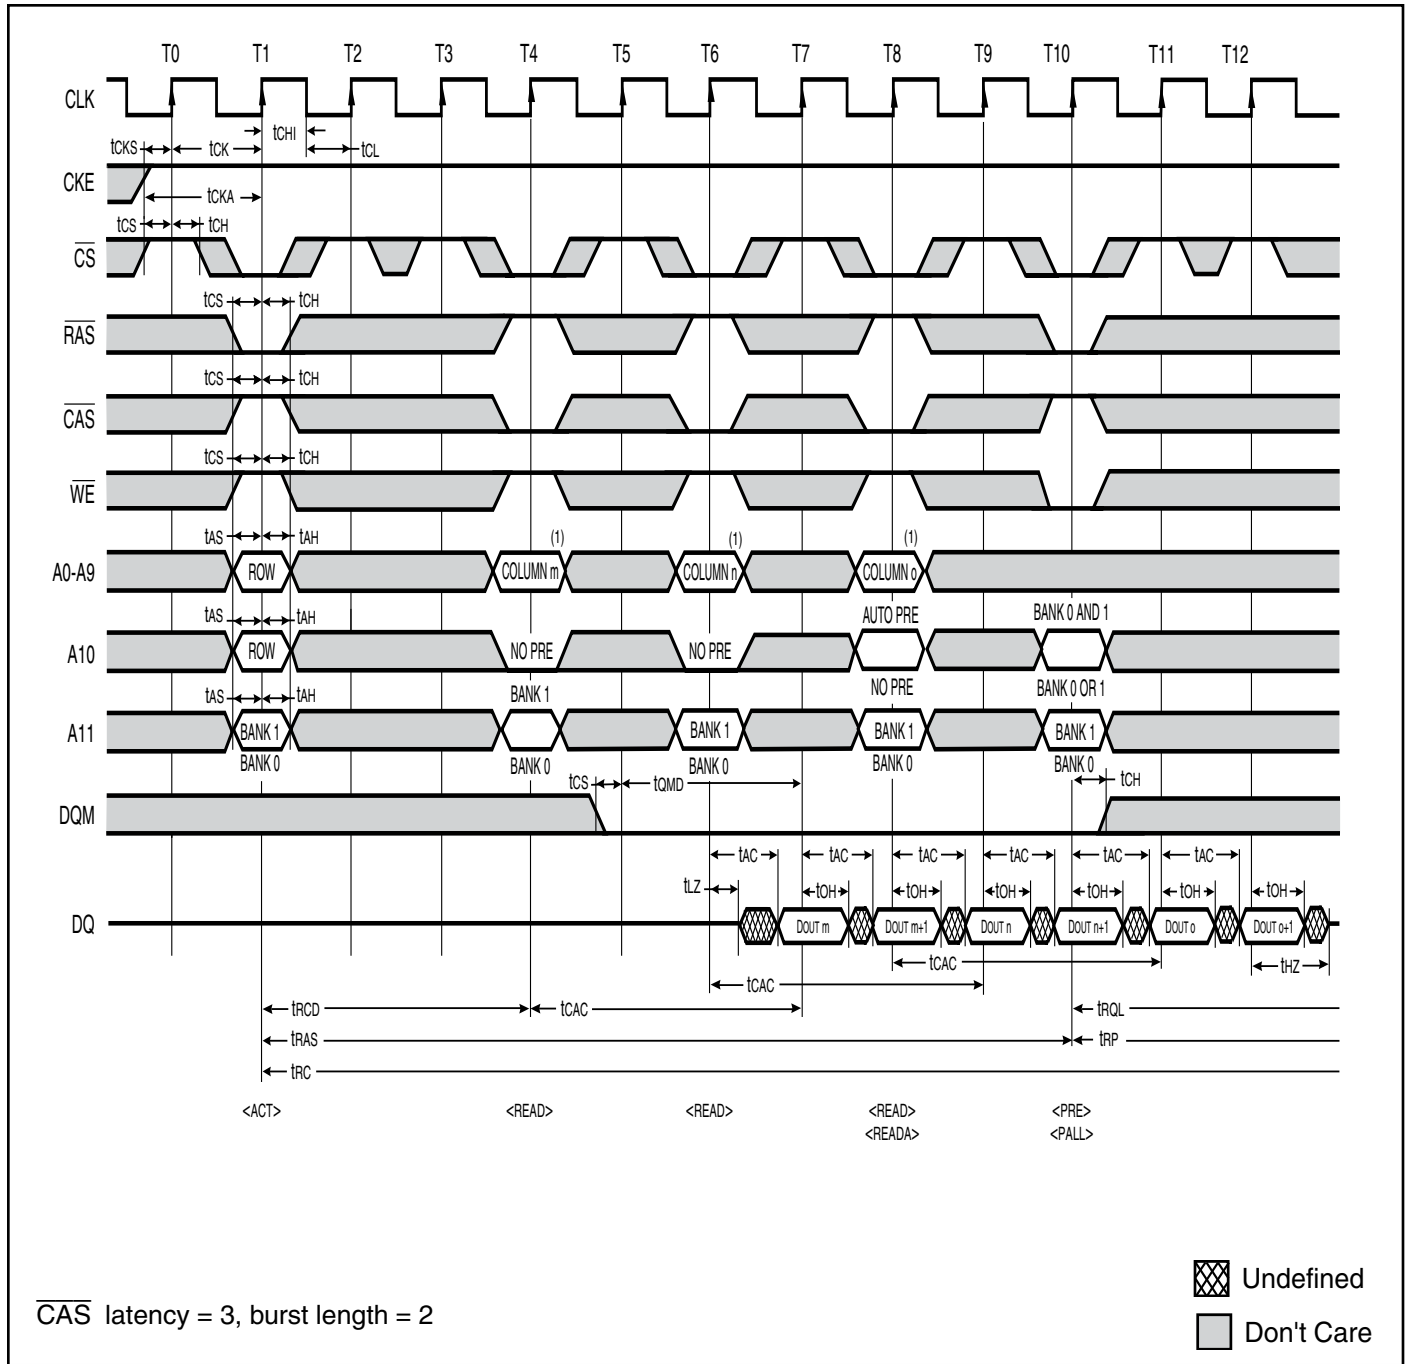 T0 T1 T2 T3 T4 T5 T6 T7 T8 T9 T10 T11 T12
CLK
tCHI
tCKS tCK tCL
CKE
tCKA
tCS tCH
CS
tCS tCH
RAS
tCS tCH
CAS
tCS tCH
WE
tAS tAH (1) (1) (1)
A0-A9 ROW COLUMN m COLUMN n COLUMN o
tAS tAH AUTO PRE BANK 0 AND 1
A10 ROW NO PRE NO PRE
tAS tAH BANK 1 NO PRE BANK 0 OR 1
A11 BANK 1 BANK 1 BANK 1 BANK 1
BANK 0 BANK 0 BANK 0 BANK 0 BANK 0
tCS tQMD tCH
DQM
tAC tAC tAC tAC tAC tAC
tLZ tOH tOH tOH tOH tOH tOH
DQ DOUT m DOUT m+1 DOUT n DOUT n+1 DOUT o DOUT o+1
tCAC tHZ
tCAC
tRCD tCAC tRQL
tRAS tRP
tRC
<ACT> <READ> <READ> <READ> <PRE>
<READA> <PALL>
Undefined
CAS latency = 3, burst length = 2
Don't Care